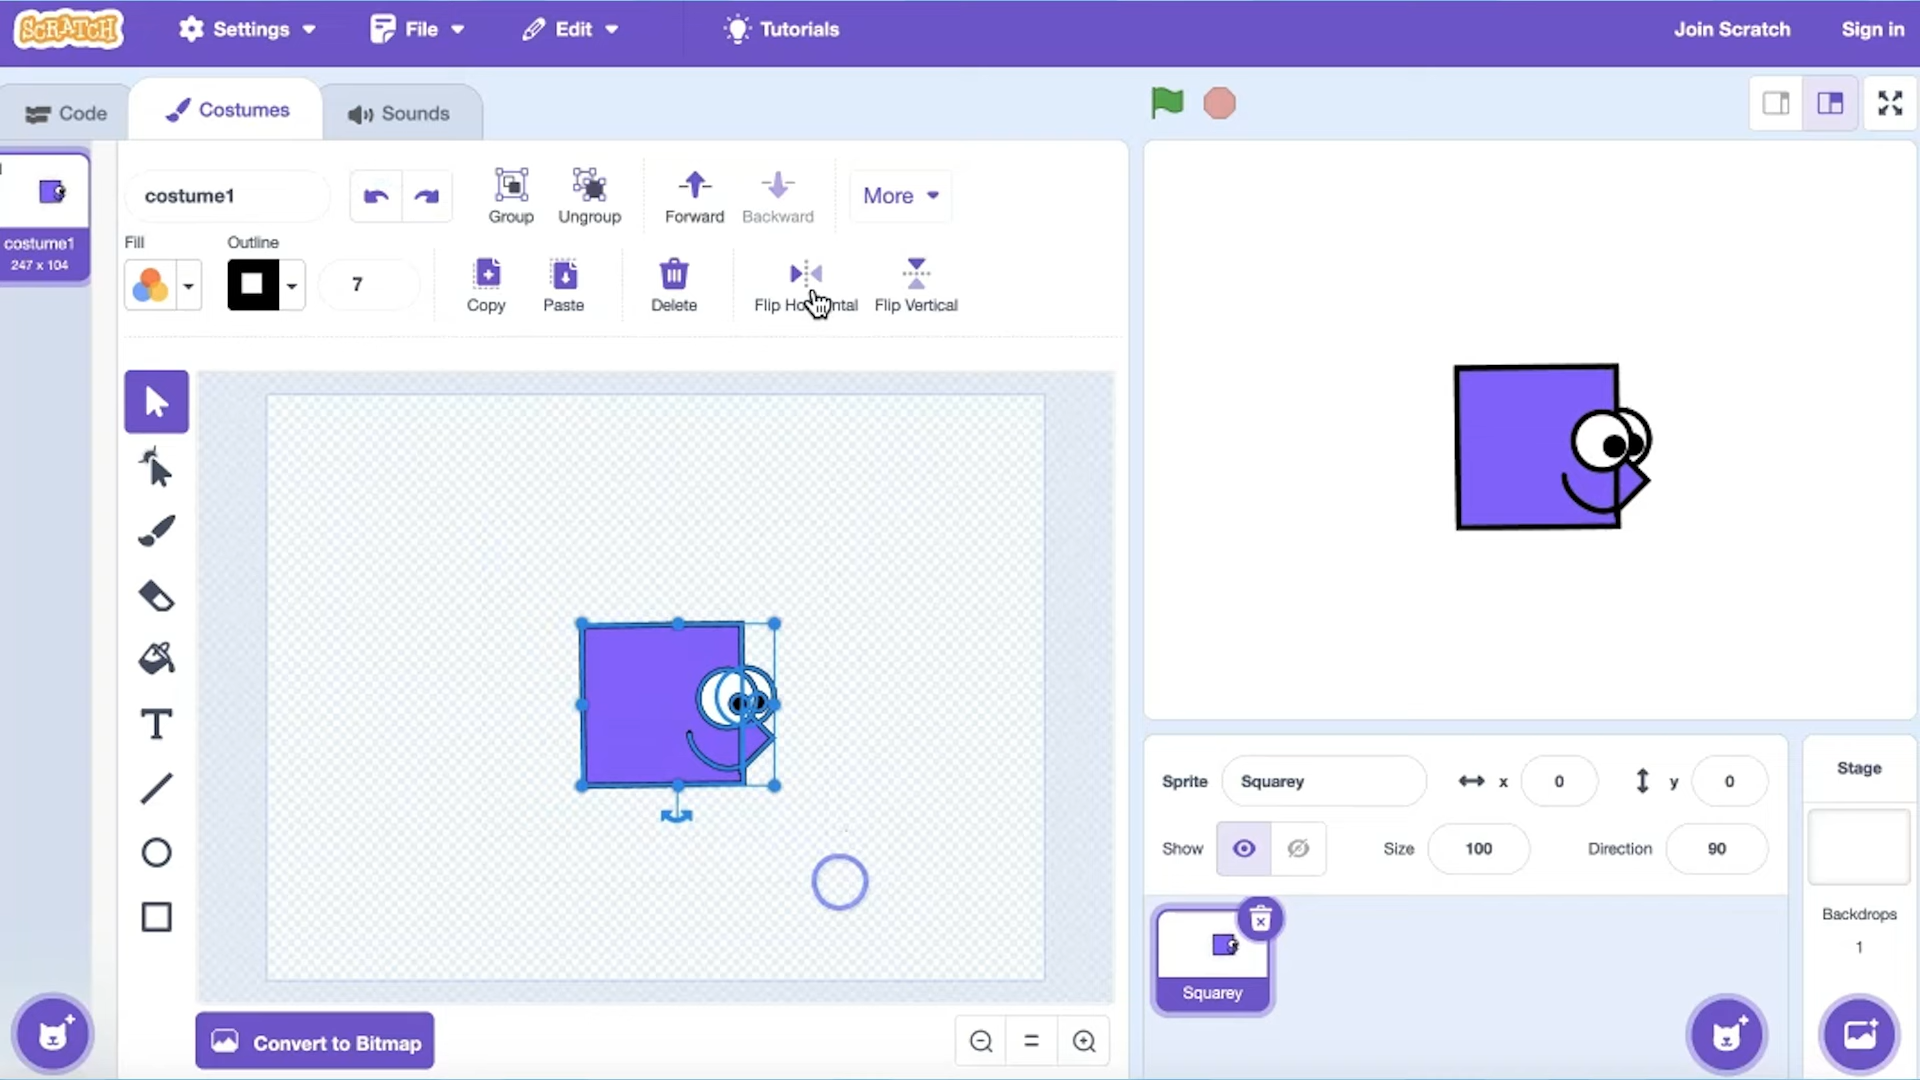 SCRATCH
Settings
File
Edit
Tutorials
Join Scratch
Sign in
Code
Costumes
Sounds
costume1
Group
Ungroup
Forward
Backward
More
Fill
Outline
7
Copy
Paste
Delete
Flip Horizontal
Flip Vertical
costume1
247 x 104
T
Convert to Bitmap
=
Sprite
Squarey
x
0
y
0
Show
Size
100
Direction
90
Squarey
Stage
Backdrops
1